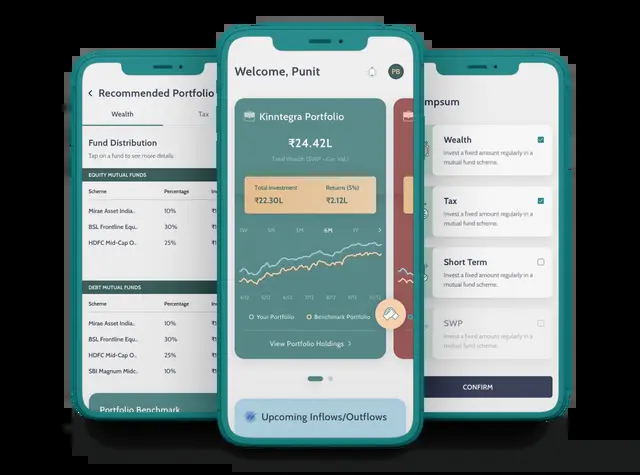 Recommended Portfolio
Wealth
Tax
Fund Distribution
Tap on a fund to see more details
EQUITY MUTUAL FUNDS
Scheme Percentage
Mirae Asset India.. 10%
BSL Frontline Equ.. 30%
HDFC Mid-Cap O.. 25%
DEBT MUTUAL FUNDS
Scheme Percentage
Mirae Asset India.. 10%
BSL Frontline Equ.. 30%
HDFC Mid-Cap O.. 25%
SBI Magnum Midc.. 10%
Portfolio Benchmark
Welcome, Punit
PB
Kinntegra Portfolio
₹24.42L
Total Wealth (SWP - Cur. Val.)
Total Investment Returns (5%)
₹22.30L ₹2.12L
6M 1Y
Your Portfolio Benchmark Portfolio
View Portfolio Holdings
Upcoming Inflows/Outflows
mpsum
Wealth
Invest a fixed amount regularly in a
mutual fund scheme.
Tax
Invest a fixed amount regularly in a
mutual fund scheme.
Short Term
Invest a fixed amount regularly in a
mutual fund scheme.
SWP
Invest a fixed amount regularly in a
mutual fund scheme.
CONFIRM